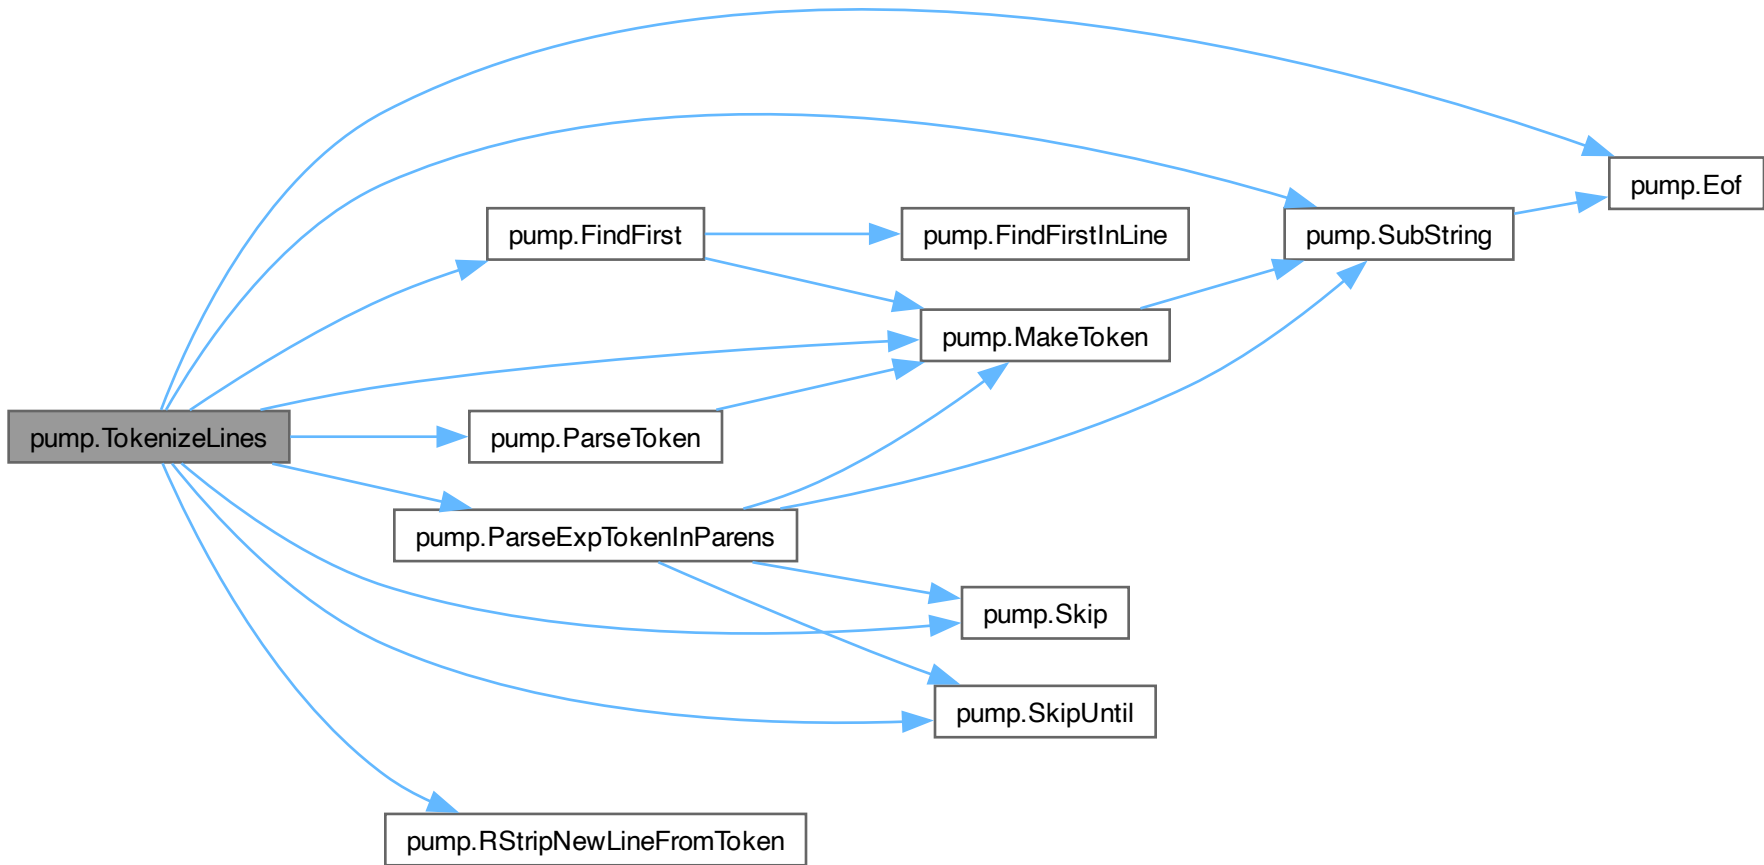 pump.Eof
pump.FindFirst
pump.FindFirstInLine
pump.SubString
pump.MakeToken
pump.TokenizeLines
pump.ParseToken
pump.ParseExpTokenInParens
pump.Skip
pump.SkipUntil
pump.RStripNewLineFromToken